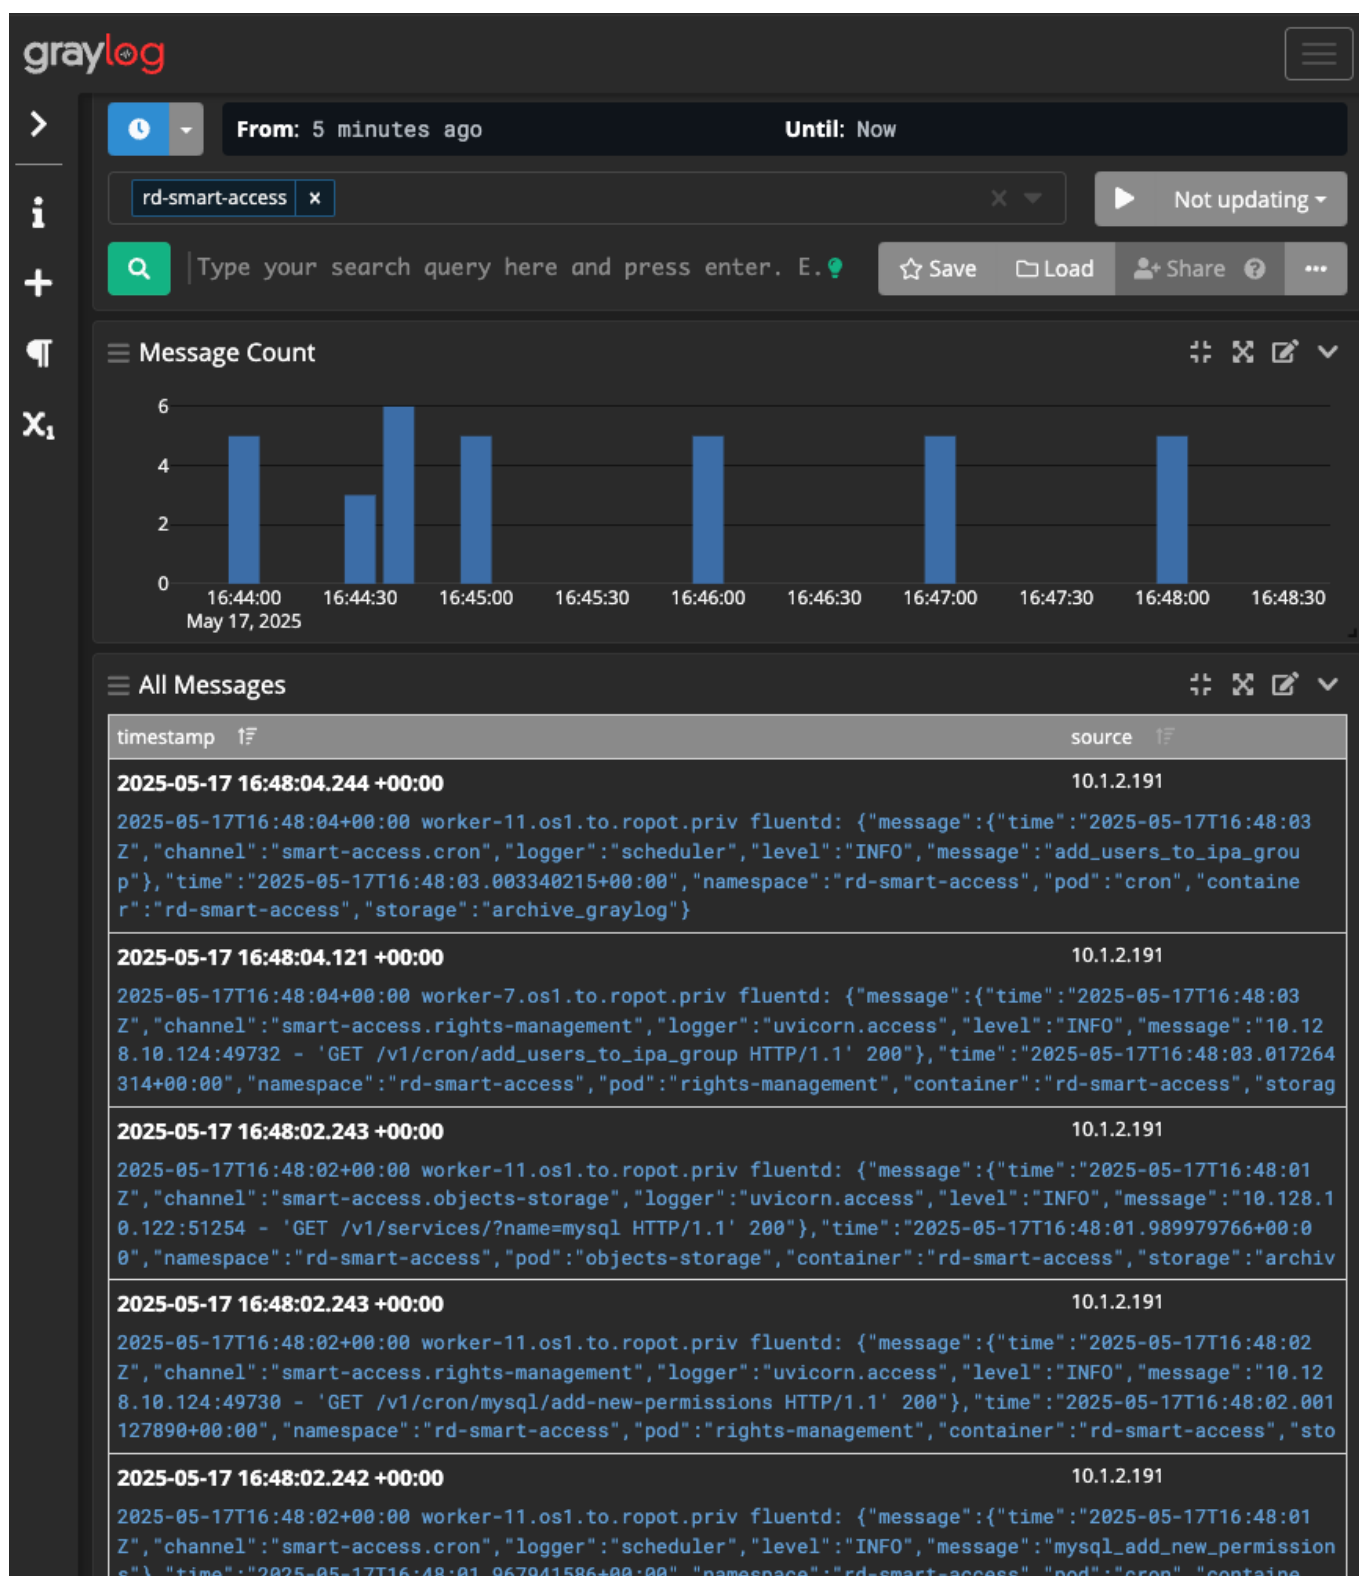 graylog
From: 5 minutes ago Until: Now
rd-smart-access × Not updating
Type your search query here and press enter. E. Save Load Share ? •••
Message Count
6
4
2
0
16:44:00 16:44:30 16:45:00 16:45:30 16:46:00 16:46:30 16:47:00 16:47:30 16:48:00 16:48:30
May 17, 2025
All Messages
timestamp source
2025-05-17 16:48:04.244 +00:00 10.1.2.191
2025-05-17T16:48:04+00:00 worker-11.os1.to.ropot.priv fluentd: {"message":{"time":"2025-05-17T16:48:03
Z","channel":"smart-access.cron","logger":"scheduler","level":"INFO","message":"add_users_to_ipa_grou
p"},"time":"2025-05-17T16:48:03.003340215+00:00","namespace":"rd-smart-access","pod":"cron","containe
r":"rd-smart-access","storage":"archive_graylog"}
2025-05-17 16:48:04.121 +00:00 10.1.2.191
2025-05-17T16:48:04+00:00 worker-7.os1.to.ropot.priv fluentd: {"message":{"time":"2025-05-17T16:48:03
Z","channel":"smart-access.rights-management","logger":"uvicorn.access","level":"INFO","message":"10.12
8.10.124:49732 - 'GET /v1/cron/add_users_to_ipa_group HTTP/1.1' 200"},"time":"2025-05-17T16:48:03.017264
314+00:00","namespace":"rd-smart-access","pod":"rights-management","container":"rd-smart-access","storag
2025-05-17 16:48:02.243 +00:00 10.1.2.191
2025-05-17T16:48:02+00:00 worker-11.os1.to.ropot.priv fluentd: {"message":{"time":"2025-05-17T16:48:01
Z","channel":"smart-access.objects-storage","logger":"uvicorn.access","level":"INFO","message":"10.128.1
0.122:51254 - 'GET /v1/services/?name=mysql HTTP/1.1' 200"},"time":"2025-05-17T16:48:01.989979766+00:0
0","namespace":"rd-smart-access","pod":"objects-storage","container":"rd-smart-access","storage":"archiv
2025-05-17 16:48:02.243 +00:00 10.1.2.191
2025-05-17T16:48:02+00:00 worker-11.os1.to.ropot.priv fluentd: {"message":{"time":"2025-05-17T16:48:02
Z","channel":"smart-access.rights-management","logger":"uvicorn.access","level":"INFO","message":"10.12
8.10.124:49730 - 'GET /v1/cron/mysql/add-new-permissions HTTP/1.1' 200"},"time":"2025-05-17T16:48:02.001
127890+00:00","namespace":"rd-smart-access","pod":"rights-management","container":"rd-smart-access","sto
2025-05-17 16:48:02.242 +00:00 10.1.2.191
2025-05-17T16:48:02+00:00 worker-11.os1.to.ropot.priv fluentd: {"message":{"time":"2025-05-17T16:48:01
Z","channel":"smart-access.cron","logger":"scheduler","level":"INFO","message":"mysql_add_new_permission
s"},"time":"2025-05-17T16:48:01.967941586+00:00","namespace":"rd-smart-access","pod":"cron","containe